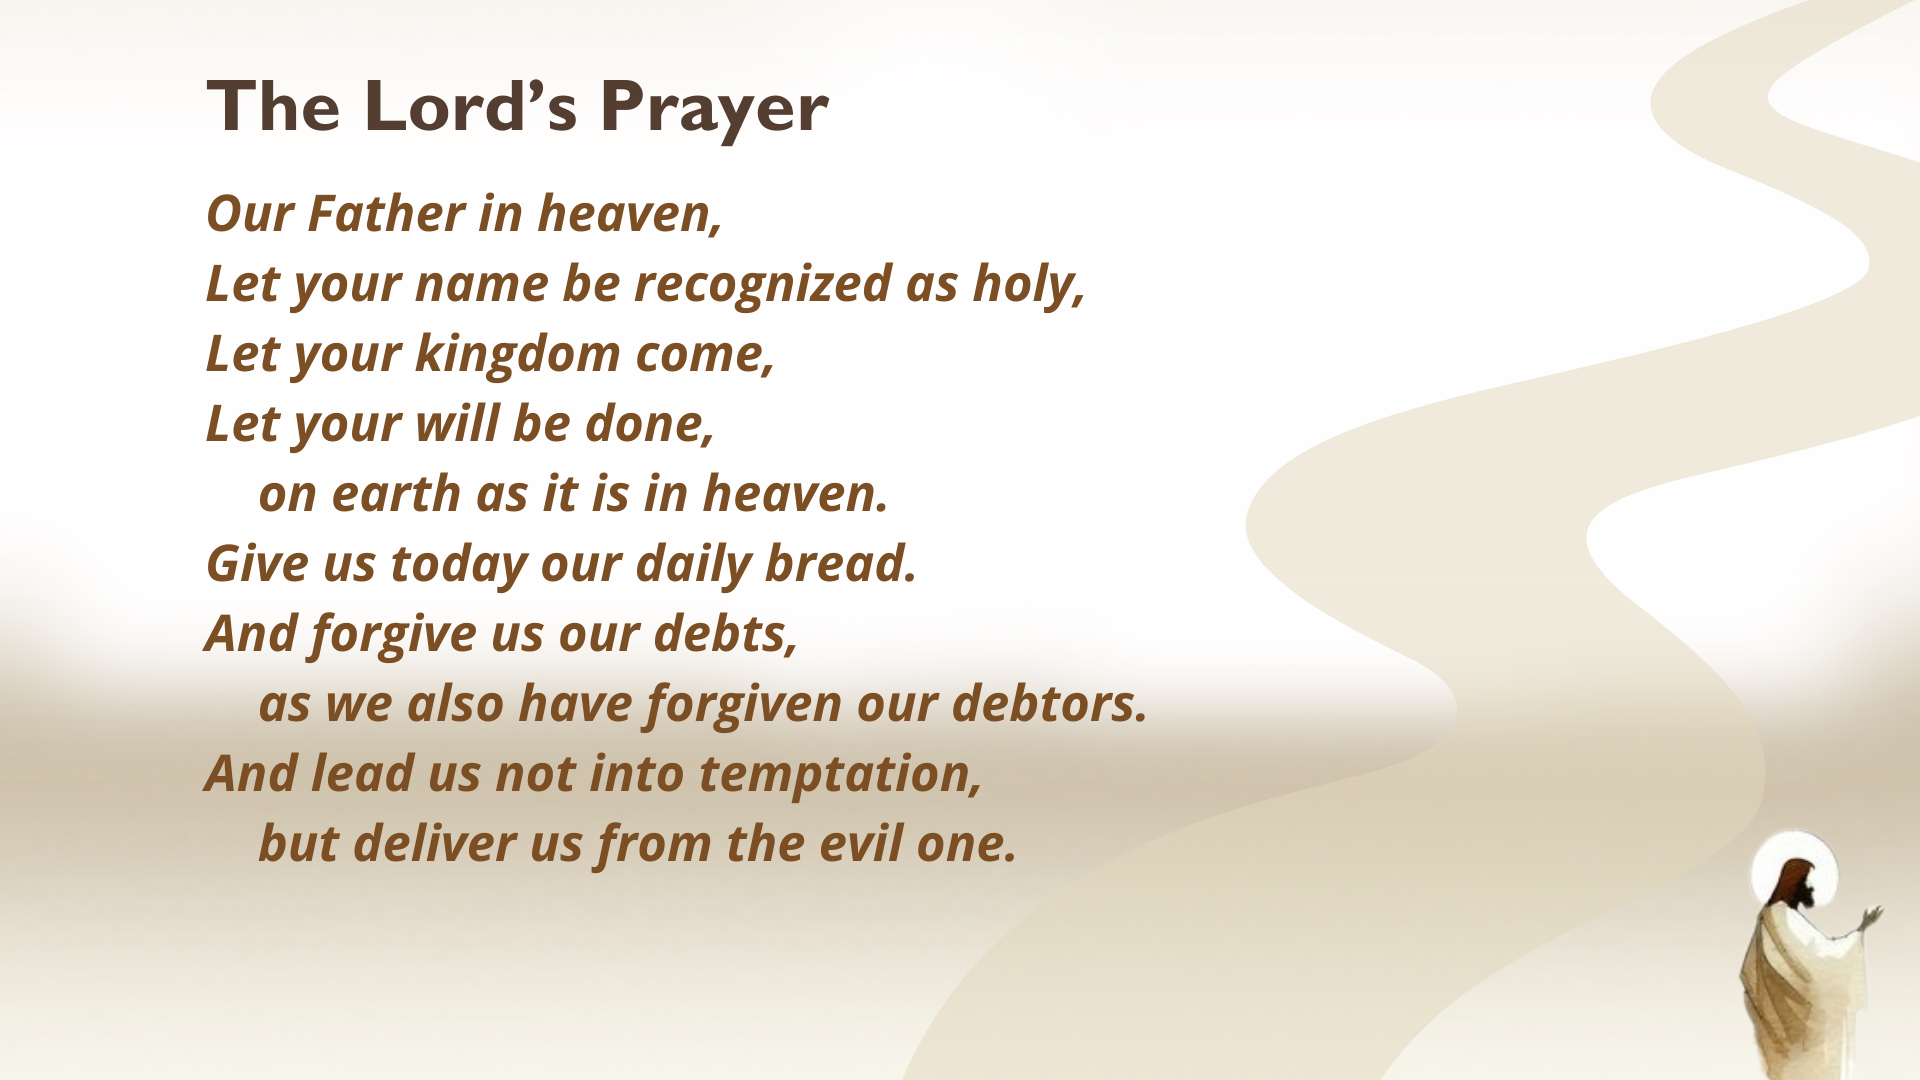 The Lord’s Prayer
Our Father in heaven,
Let your name be recognized as holy,
Let your kingdom come,
Let your will be done,
on earth as it is in heaven.
Give us today our daily bread.
And forgive us our debts,
as we also have forgiven our debtors.
And lead us not into temptation,
but deliver us from the evil one.